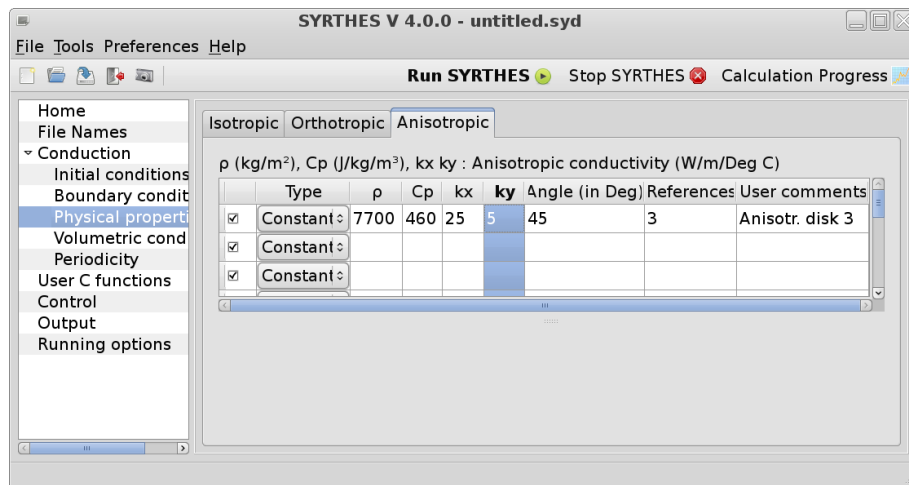 SYRTHES V 4.0.0 - untitled.syd
File Tools Preferences Help
Run SYRTHES Stop SYRTHES Calculation Progress
Home
File Names
Conduction
Initial conditions
Boundary condit
Physical properti
Volumetric cond
Periodicity
User C functions
Control
Output
Running options
Isotropic Orthotropic Anisotropic
ρ (kg/m²), Cp (J/kg/m³), kx ky : Anisotropic conductivity (W/m/Deg C)
Type ρ Cp kx ky Angle (in Deg) References User comments
Constant 7700 460 25 5 45 3 Anisotr. disk 3
Constant
Constant